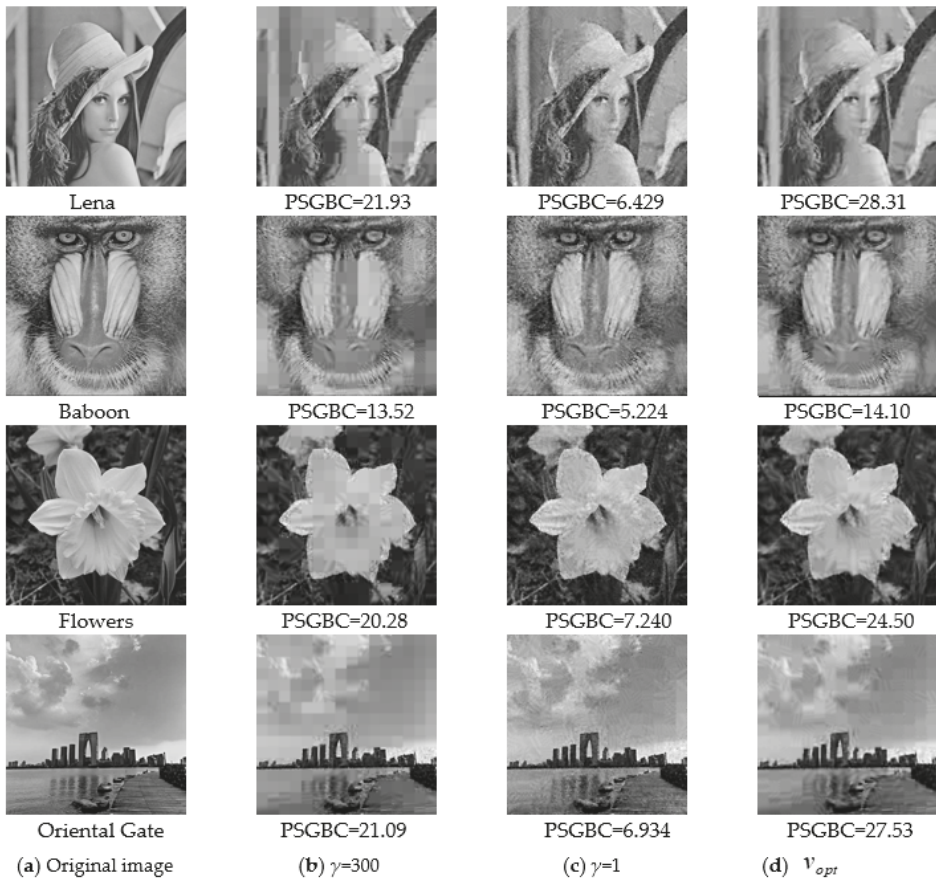 Lena PSGBC=21.93 PSGBC=6.429 PSGBC=28.31
Baboon PSGBC=13.52 PSGBC=5.224 PSGBC=14.10
Flowers PSGBC=20.28 PSGBC=7.240 PSGBC=24.50
Oriental Gate PSGBC=21.09 PSGBC=6.934 PSGBC=27.53
(a) Original image (b) γ=300 (c) γ=1 (d) v_opt